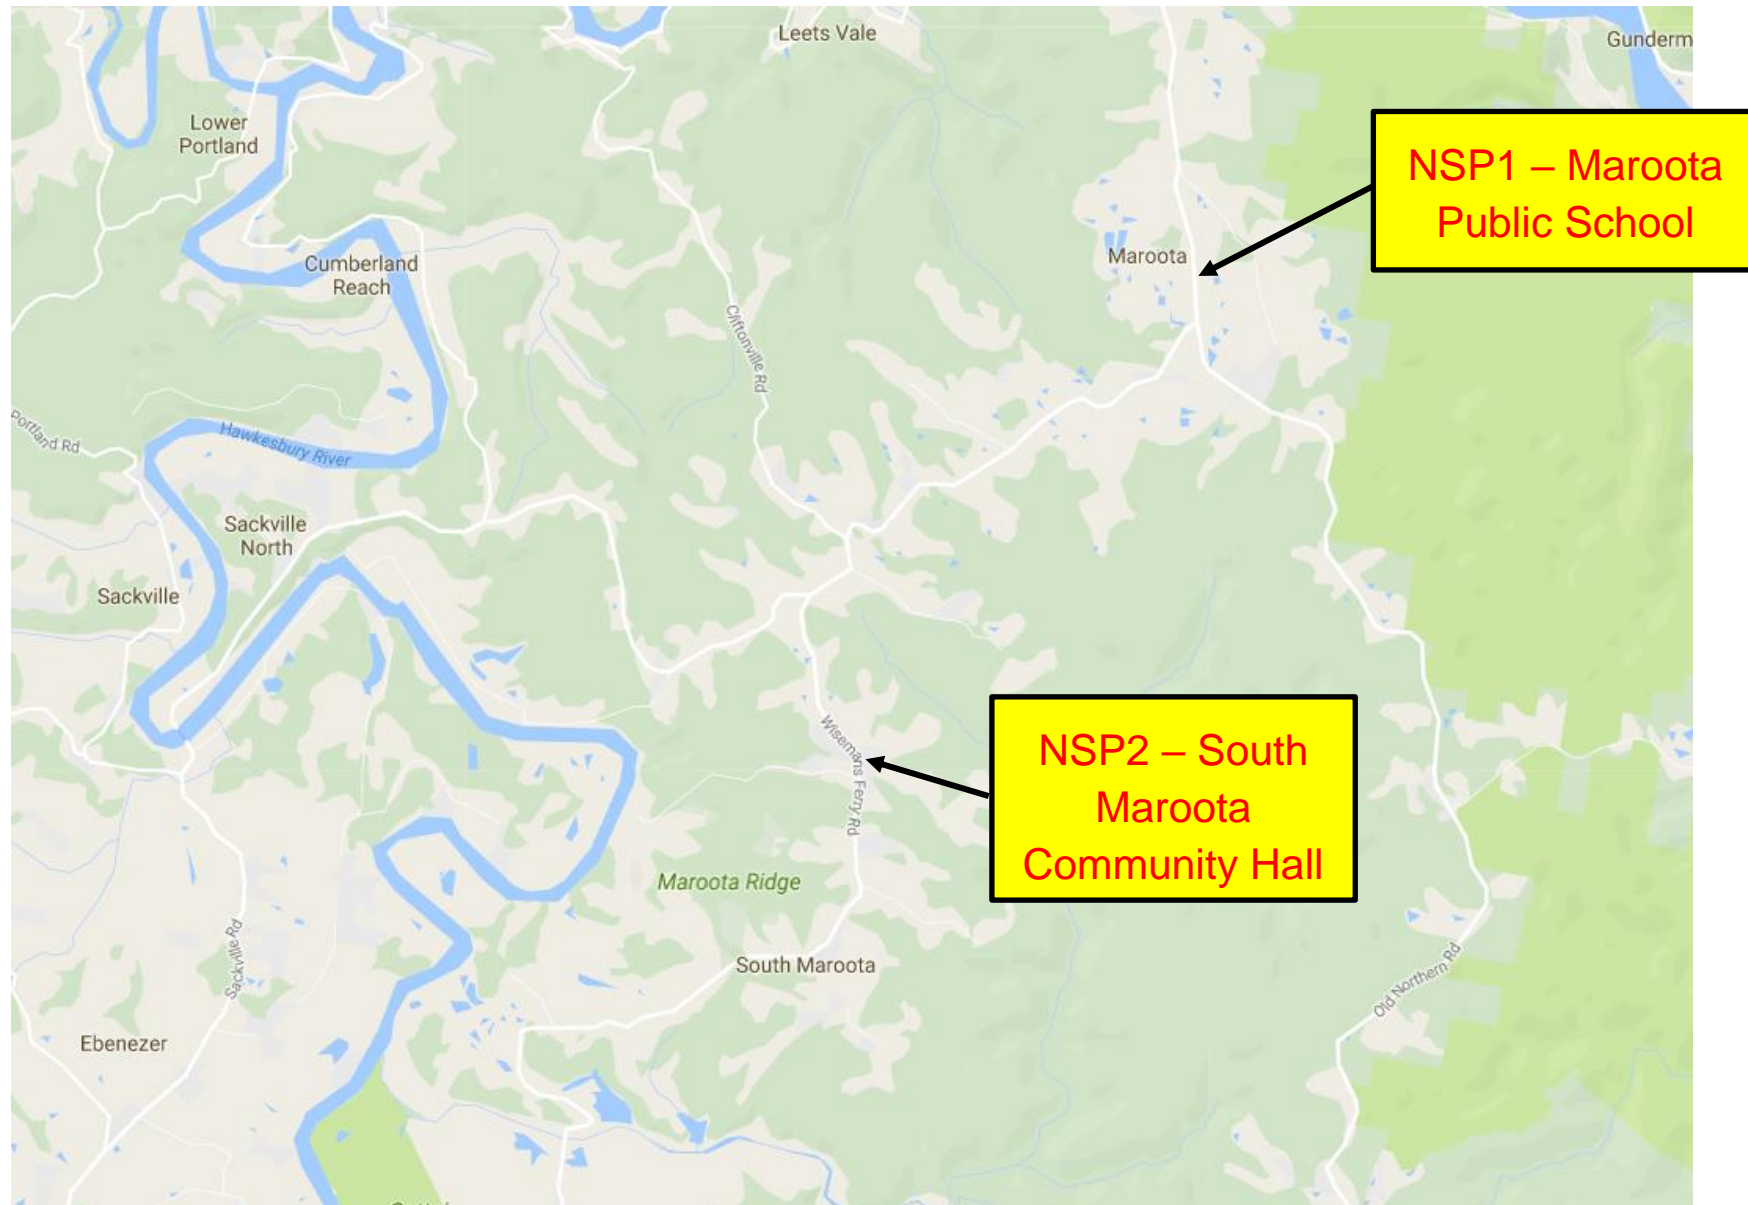 Leets Vale
Gunderm
Lower
Portland
NSP1 – Maroota
Public School
Maroota
Cumberland
Reach
Cliftonville Rd
Portland Rd
Hawkesbury River
Sackville
North
Sackville
Wisemans Ferry Rd
NSP2 – South
Maroota
Community Hall
Maroota Ridge
Sackville Rd
South Maroota
Old Northern Rd
Ebenezer